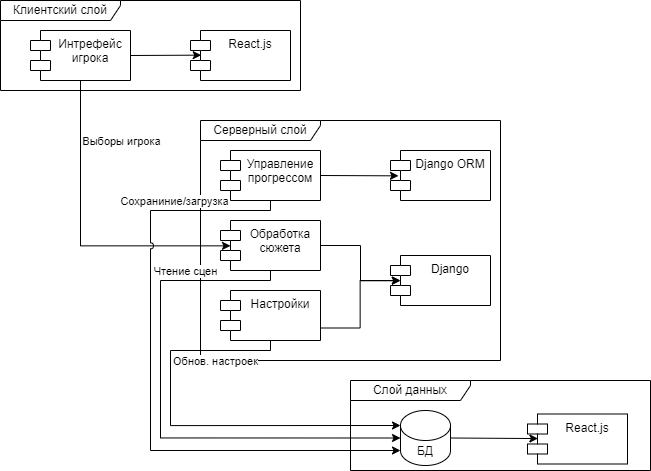 Клиентский слой
Интрефейс
игрока
React.js
Выборы игрока
Серверный слой
Управление
прогрессом
Django ORM
Сохраниние/загрузка
Обработка
сюжета
Чтение сцен
Django
Настройки
Обнов. настроек
Слой данных
БД
React.js